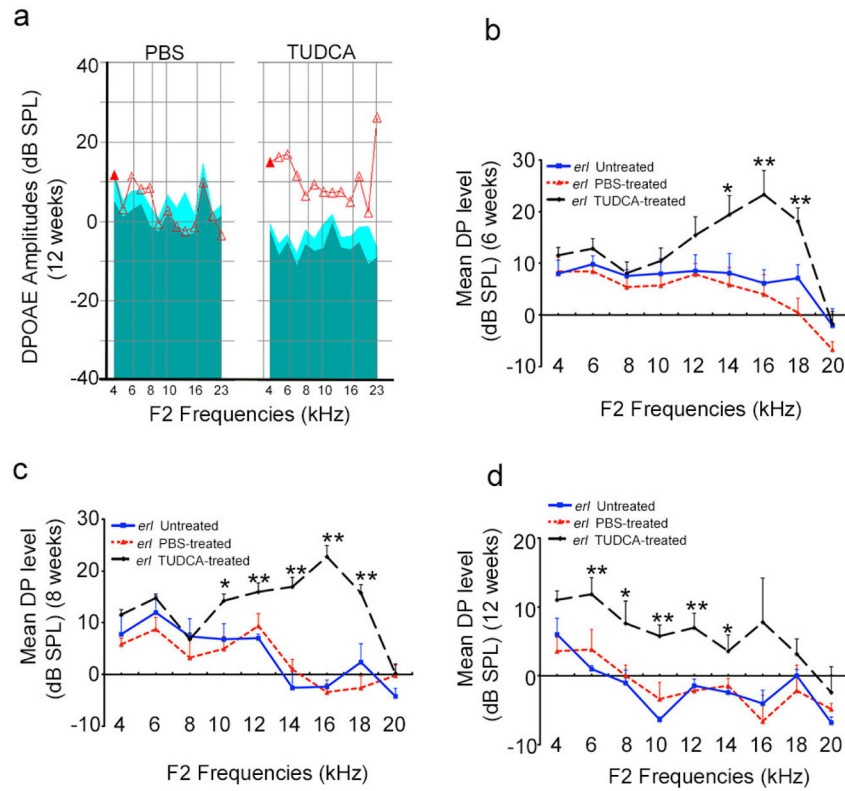 a
PBS
TUDCA
DPOAE Amplitudes (dB SPL)
(12 weeks)
40
20
0
-20
-40
4 6 8 10 16 23
4 6 8 10 16 23
F2 Frequencies (kHz)
b
erl Untreated
erl PBS-treated
erl TUDCA-treated
Mean DP level
(dB SPL) (6 weeks)
30
20
10
0
-10
* ** **
4 6 8 10 12 14 16 18 20
F2 Frequencies (kHz)
c
erl Untreated
erl PBS-treated
erl TUDCA-treated
Mean DP level
(dB SPL) (8 weeks)
30
20
10
0
-10
* ** ** ** **
4 6 8 10 12 14 16 18 20
F2 Frequencies (kHz)
d
erl Untreated
erl PBS-treated
erl TUDCA-treated
Mean DP level
(dB SPL) (12 weeks)
20
10
0
-10
** * ** ** *
4 6 8 10 12 14 16 18 20
F2 Frequencies (kHz)